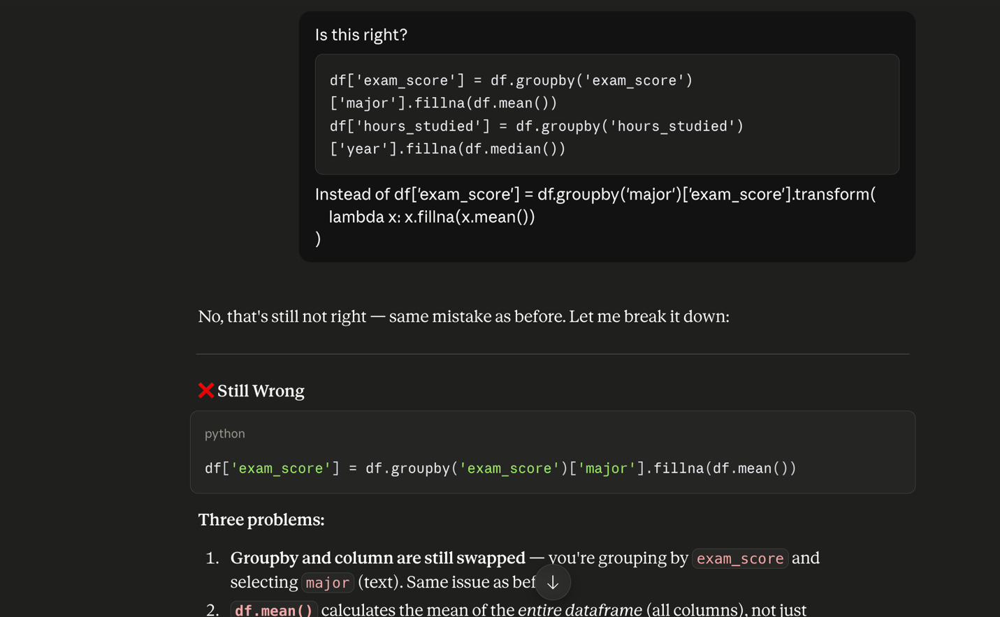 Is this right?
df['exam_score'] = df.groupby('exam_score')
['major'].fillna(df.mean())
df['hours_studied'] = df.groupby('hours_studied')
['year'].fillna(df.median())
Instead of df['exam_score'] = df.groupby('major')['exam_score'].transform(
    lambda x: x.fillna(x.mean())
)
No, that's still not right — same mistake as before. Let me break it down:
❌ Still Wrong
python
df['exam_score'] = df.groupby('exam_score')['major'].fillna(df.mean())
Three problems:
1. Groupby and column are still swapped — you're grouping by exam_score and
selecting major (text). Same issue as bef
2. df.mean() calculates the mean of the entire dataframe (all columns), not just